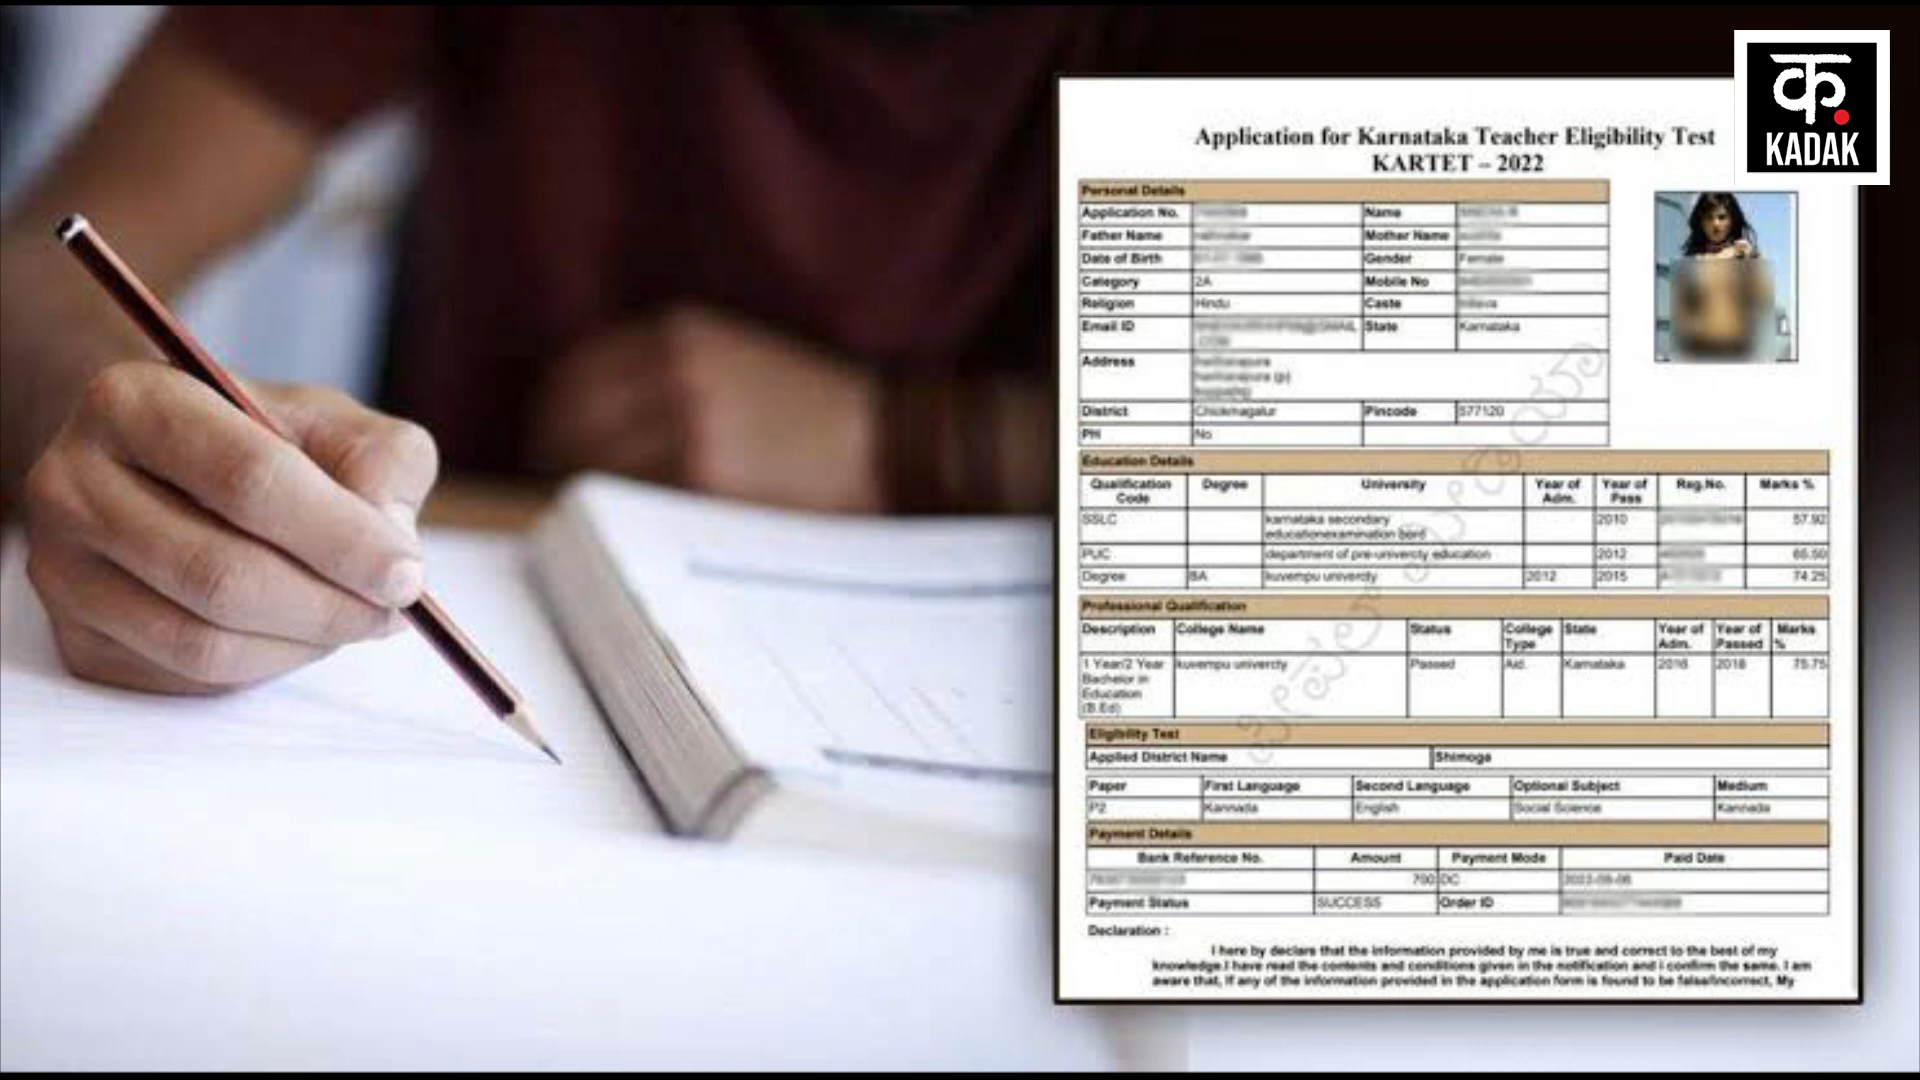 क.
KADAK
Application for Karnataka Teacher Eligibility Test
KARTET – 2022
Personal Details
Application No. Name
Father Name Mother Name
Date of Birth Gender Female
Category 2A Mobile No
Religion Hindu Caste
Email ID State Karnataka
Address
District Chickmagalur Pincode 577120
PH No
Education Details
Qualification Code Degree University Year of Adm. Year of Pass Reg.No. Marks %
SSLC karnataka secondary educationexamination bord 2010 57.92
PUC department of pre-univercty education 2012 65.50
Degree BA kuvempu univercty 2012 2015 74.25
Professional Qualification
Description College Name Status College Type State Year of Adm. Year of Passed Marks %
1 Year/2 Year Bachelor in Education (B.Ed) kuvempu univercty Passed Aid. Karnataka 2016 2018 75.75
Eligibility Test
Applied District Name Shimoga
Paper First Language Second Language Optional Subject Medium
P2 Kannada English Social Science Kannada
Payment Details
Bank Reference No. Amount Payment Mode Paid Date
700 DC
Payment Status SUCCESS Order ID
Declaration :
I here by declare that the information provided by me is true and correct to the best of my
knowledge.I have read the contents and conditions given in the notification and i confirm the same. I am
aware that, if any of the information provided in the application form is found to be false/incorrect, My